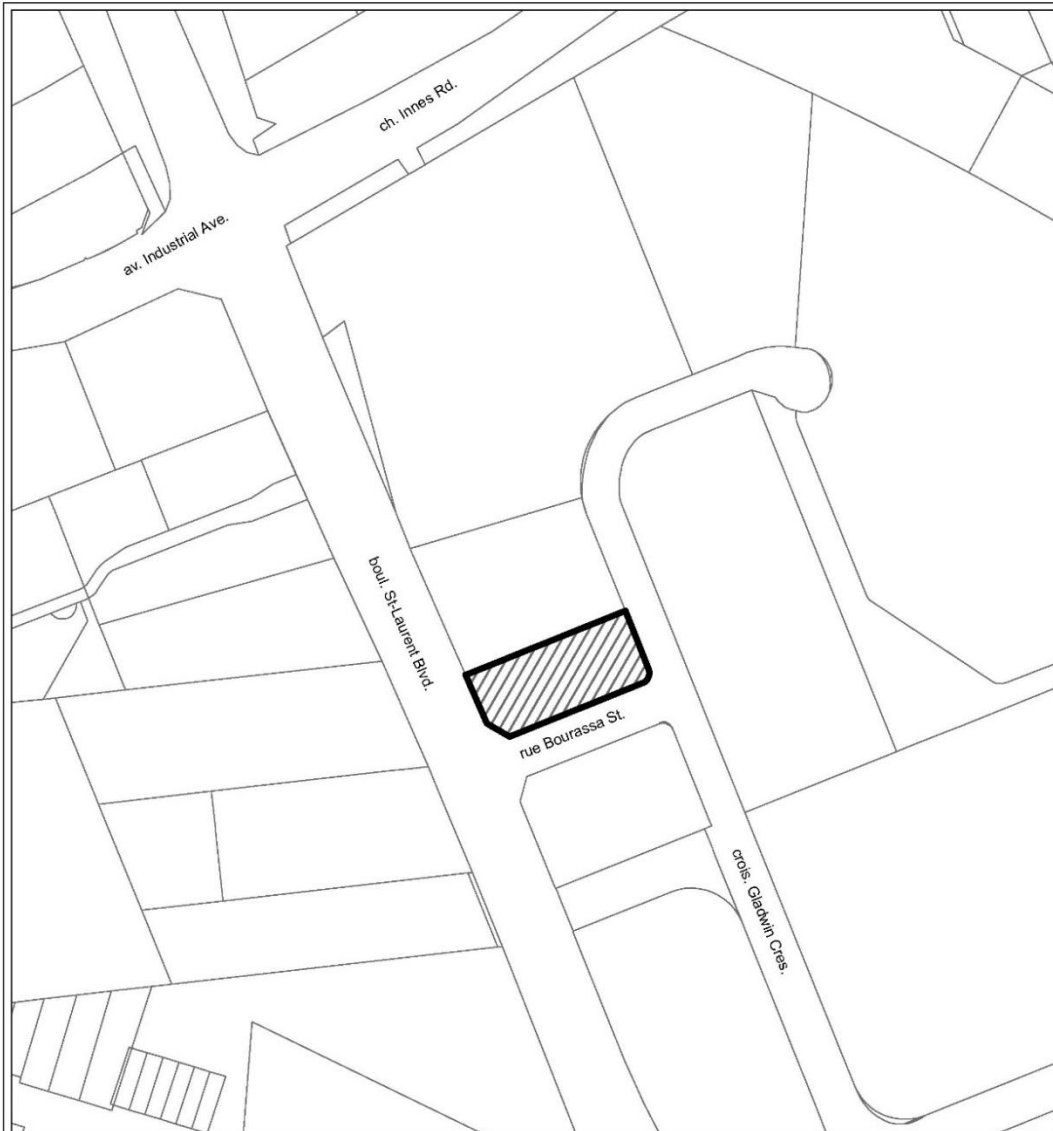 ch. Innes Rd.
av. Industrial Ave.
boul. St-Laurent Blvd.
rue Bourassa St.
crois. Gladwin Cres.